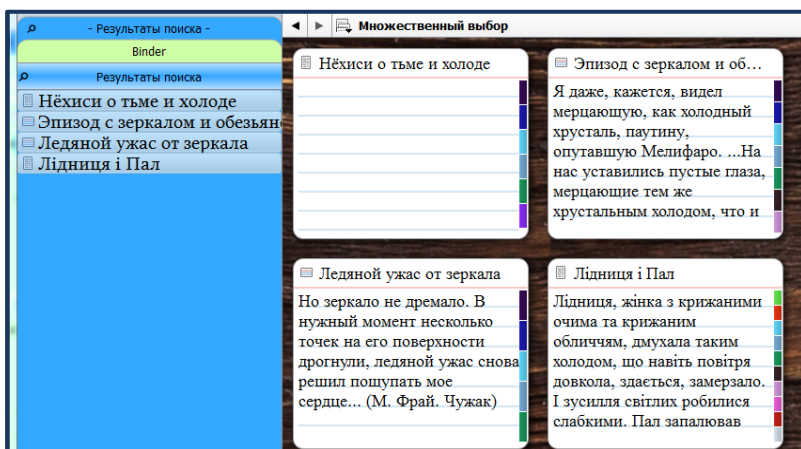 - Результаты поиска -
Binder
Результаты поиска
Нёхиси о тьме и холоде
Эпизод с зеркалом и обезьян
Ледяной ужас от зеркала
Лідниця і Пал
Множественный выбор
Нёхиси о тьме и холоде
Эпизод с зеркалом и об...
Я даже, кажется, видел
мерцающую, как холодный
хрусталь, паутину,
опутавшую Мелифаро. ...На
нас уставились пустые глаза,
мерцающие тем же
хрустальным холодом, что и
Ледяной ужас от зеркала
Но зеркало не дремало. В
нужный момент несколько
точек на его поверхности
дрогнули, ледяной ужас снова
решил пощупать мое
сердце... (М. Фрай. Чужак)
Лідниця і Пал
Лідниця, жінка з крижаними
очима та крижаним
обличчям, дмухала таким
холодом, що навіть повітря
довкола, здається, замерзало.
І зусилля світлих робилися
слабкими. Пал запалював